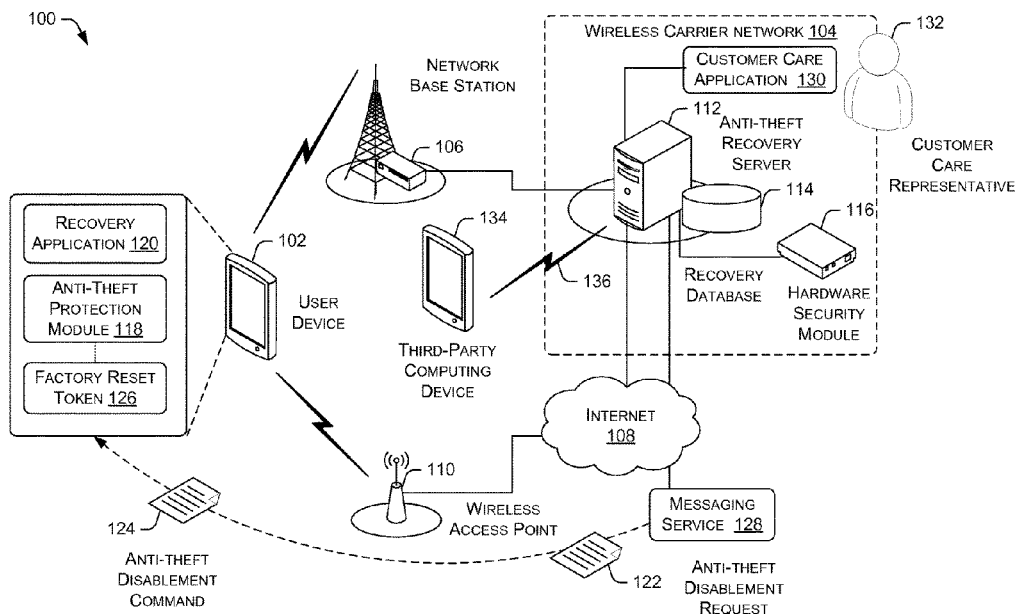 100
WIRELESS CARRIER NETWORK 104
132
CUSTOMER CARE
APPLICATION 130
NETWORK
BASE STATION
112
ANTI-THEFT
RECOVERY
SERVER
CUSTOMER
CARE
REPRESENTATIVE
106
114
116
RECOVERY
APPLICATION 120
102
134
ANTI-THEFT
PROTECTION
MODULE 118
USER
DEVICE
136
RECOVERY
DATABASE
HARDWARE
SECURITY
MODULE
THIRD-PARTY
COMPUTING
DEVICE
FACTORY RESET
TOKEN 126
INTERNET
108
110
WIRELESS
ACCESS POINT
MESSAGING
SERVICE 128
124
ANTI-THEFT
DISABLEMENT
COMMAND
122
ANTI-THEFT
DISABLEMENT
REQUEST